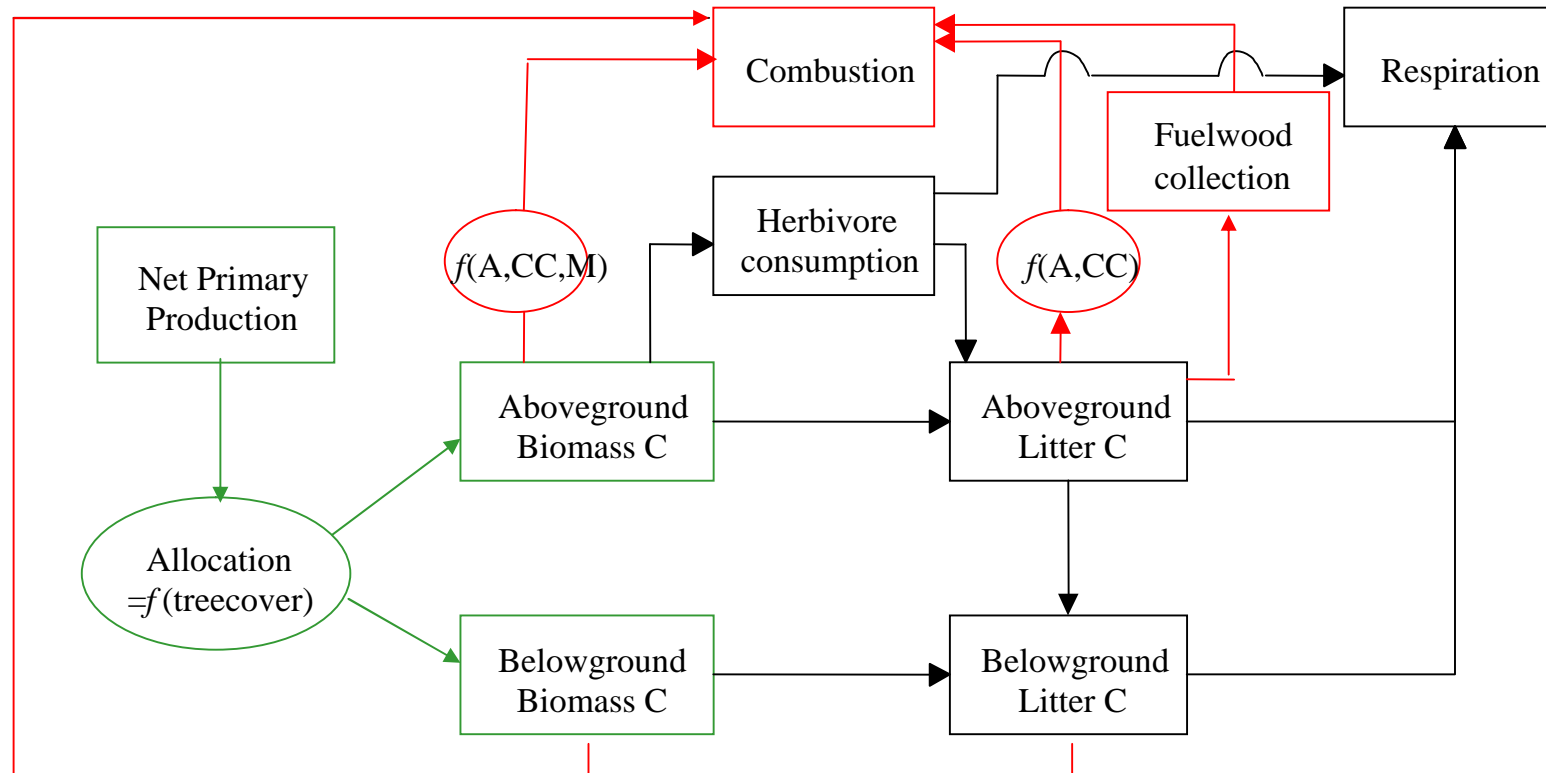 Combustion
Respiration
Fuelwood
collection
Herbivore
consumption
f(A,CC,M)
f(A,CC)
Net Primary
Production
Aboveground
Biomass C
Aboveground
Litter C
Allocation
=f(treecover)
Belowground
Biomass C
Belowground
Litter C